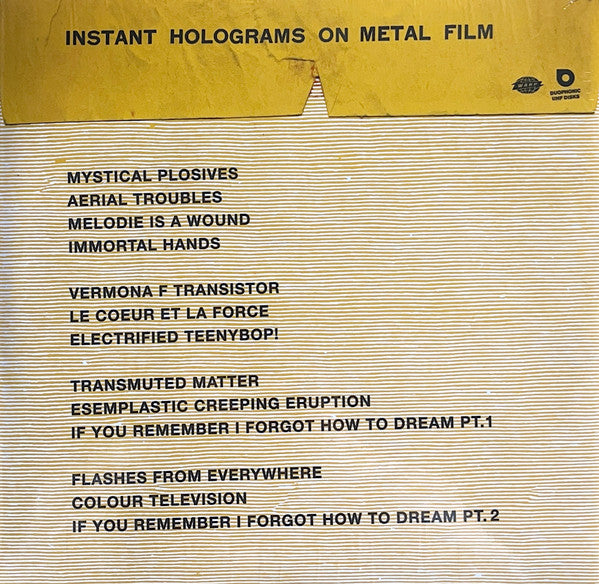 INSTANT HOLOGRAMS ON METAL FILM
WARP
DUOPHONIC
UHF DISKS
MYSTICAL PLOSIVES
AERIAL TROUBLES
MELODIE IS A WOUND
IMMORTAL HANDS
VERMONA F TRANSISTOR
LE COEUR ET LA FORCE
ELECTRIFIED TEENYBOP!
TRANSMUTED MATTER
ESEMPLASTIC CREEPING ERUPTION
IF YOU REMEMBER I FORGOT HOW TO DREAM PT.1
FLASHES FROM EVERYWHERE
COLOUR TELEVISION
IF YOU REMEMBER I FORGOT HOW TO DREAM PT. 2